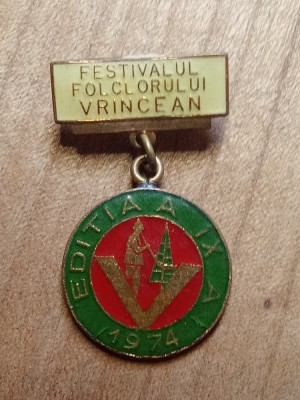 FESTIVALUL
FOLCLORULUI
VRINCEAN
EDITIA A IX A
V
1974